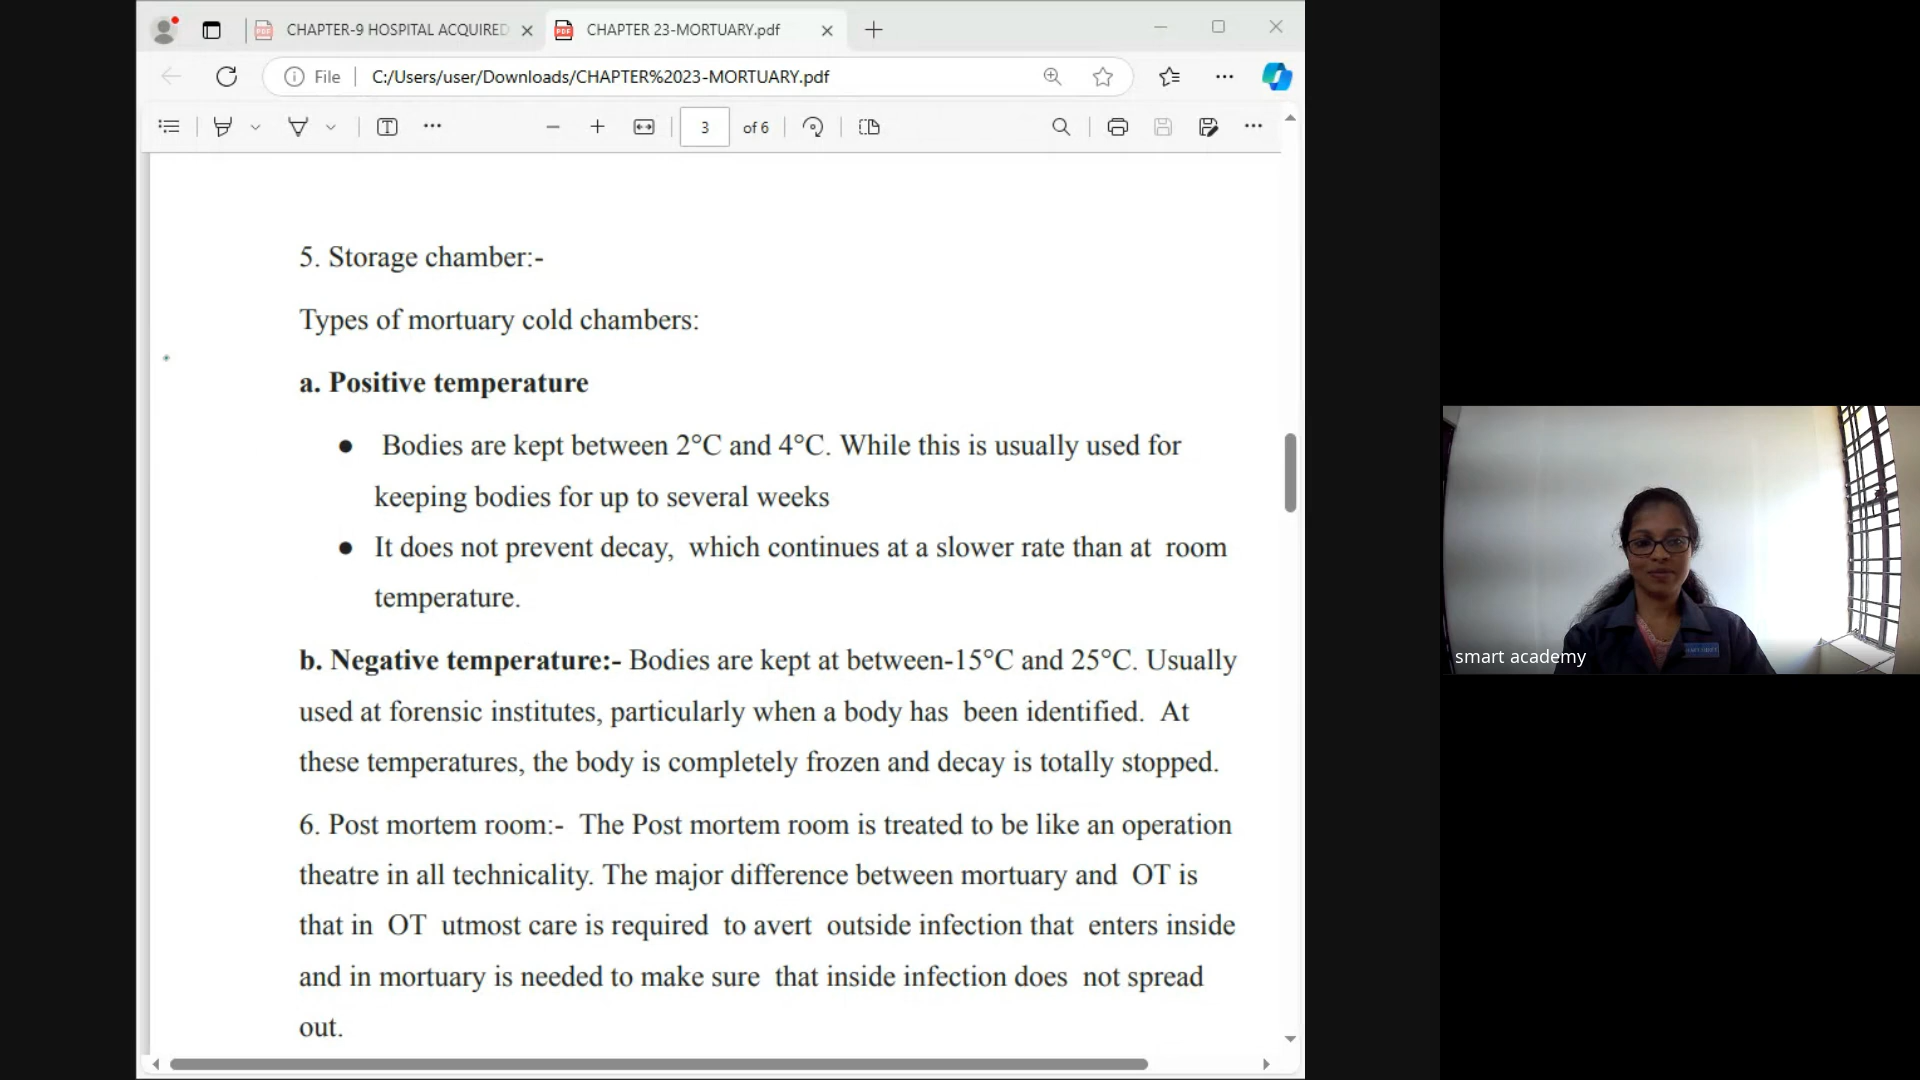 CHAPTER-9 HOSPITAL ACQUIRED
CHAPTER 23-MORTUARY.pdf
File
C:/Users/user/Downloads/CHAPTER%2023-MORTUARY.pdf
3 of 6
5. Storage chamber:-
Types of mortuary cold chambers:
a. Positive temperature
● Bodies are kept between 2°C and 4°C. While this is usually used for
keeping bodies for up to several weeks
● It does not prevent decay, which continues at a slower rate than at room
temperature.
b. Negative temperature:- Bodies are kept at between-15°C and 25°C. Usually
used at forensic institutes, particularly when a body has been identified. At
these temperatures, the body is completely frozen and decay is totally stopped.
6. Post mortem room:- The Post mortem room is treated to be like an operation
theatre in all technicality. The major difference between mortuary and OT is
that in OT utmost care is required to avert outside infection that enters inside
and in mortuary is needed to make sure that inside infection does not spread
out.
smart academy